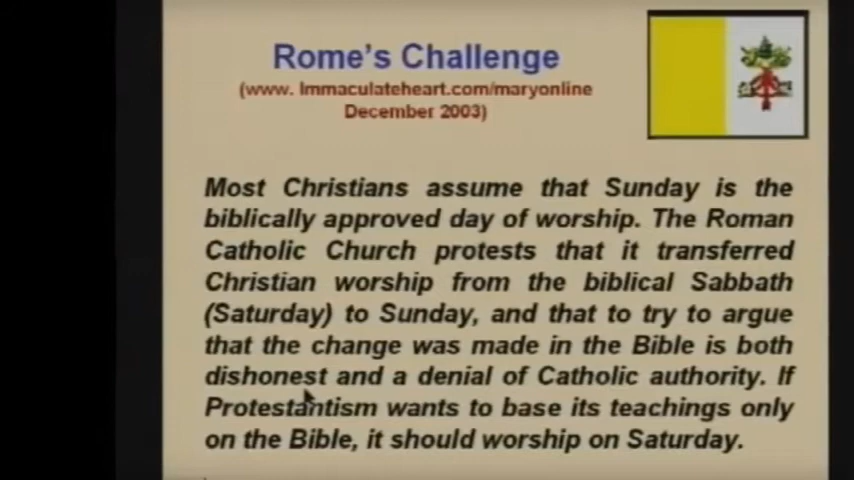 Rome's Challenge
(www. Immaculateheart.com/maryonline
December 2003)
Most Christians assume that Sunday is the
biblically approved day of worship. The Roman
Catholic Church protests that it transferred
Christian worship from the biblical Sabbath
(Saturday) to Sunday, and that to try to argue
that the change was made in the Bible is both
dishonest and a denial of Catholic authority. If
Protestantism wants to base its teachings only
on the Bible, it should worship on Saturday.